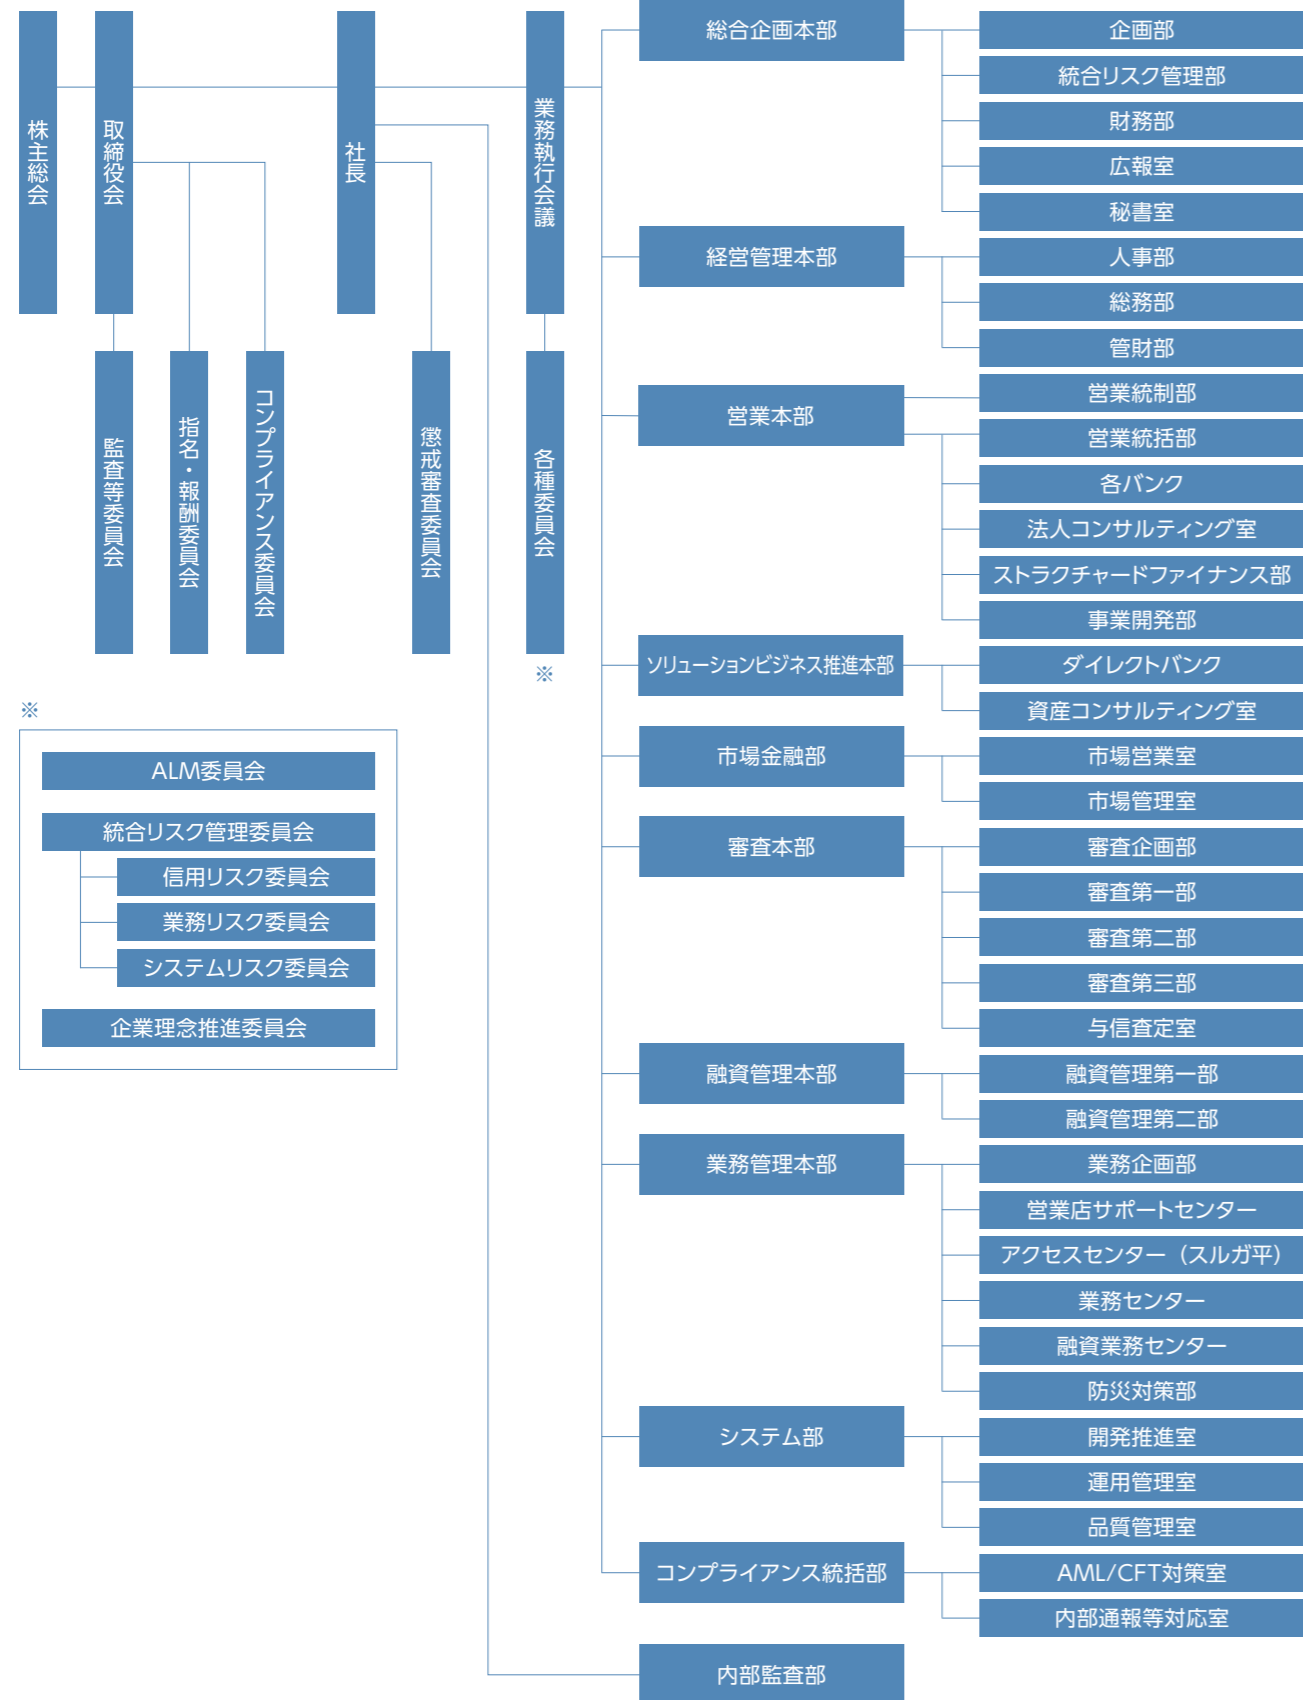 株主総会
取締役会
社長
業務執行会議
監査等委員会
指名・報酬委員会
コンプライアンス委員会
懲戒審査委員会
各種委員会
※
※
ALM委員会
統合リスク管理委員会
信用リスク委員会
業務リスク委員会
システムリスク委員会
企業理念推進委員会
総合企画本部
企画部
統合リスク管理部
財務部
広報室
秘書室
経営管理本部
人事部
総務部
管財部
営業本部
営業統制部
営業統括部
各バンク
法人コンサルティング室
ストラクチャードファイナンス部
事業開発部
ソリューションビジネス推進本部
ダイレクトバンク
資産コンサルティング室
市場金融部
市場営業室
市場管理室
審査本部
審査企画部
審査第一部
審査第二部
審査第三部
与信査定室
融資管理本部
融資管理第一部
融資管理第二部
業務管理本部
業務企画部
営業店サポートセンター
アクセスセンター（スルガ平）
業務センター
融資業務センター
防災対策部
システム部
開発推進室
運用管理室
品質管理室
コンプライアンス統括部
AML/CFT対策室
内部通報等対応室
内部監査部